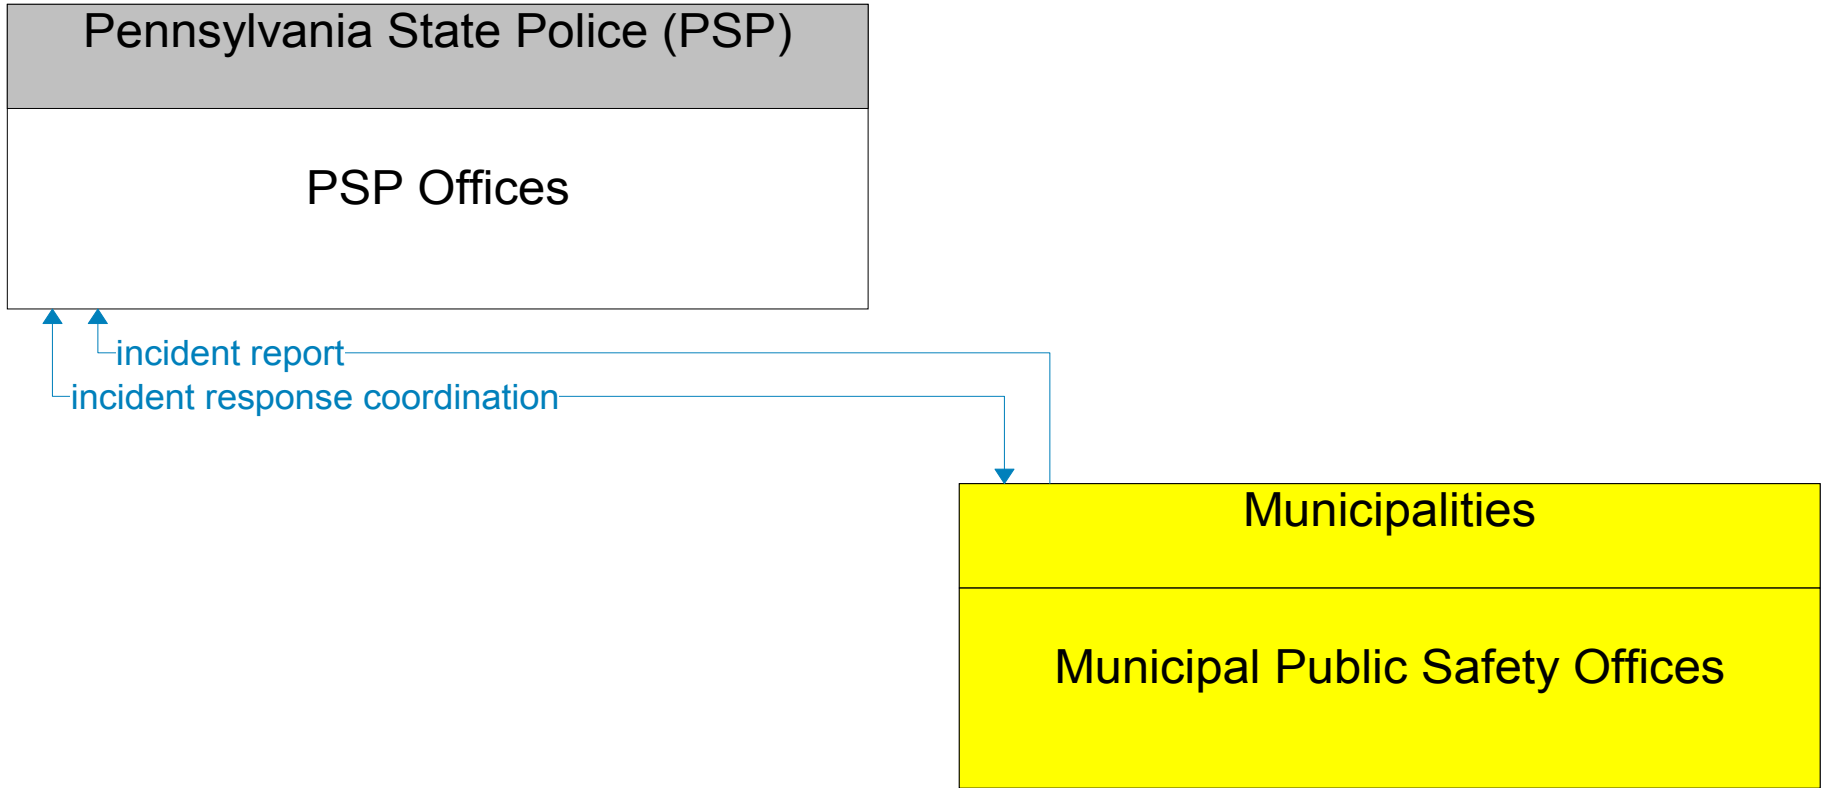 Pennsylvania State Police (PSP)
PSP Offices
incident report
incident response coordination
Municipalities
Municipal Public Safety Offices